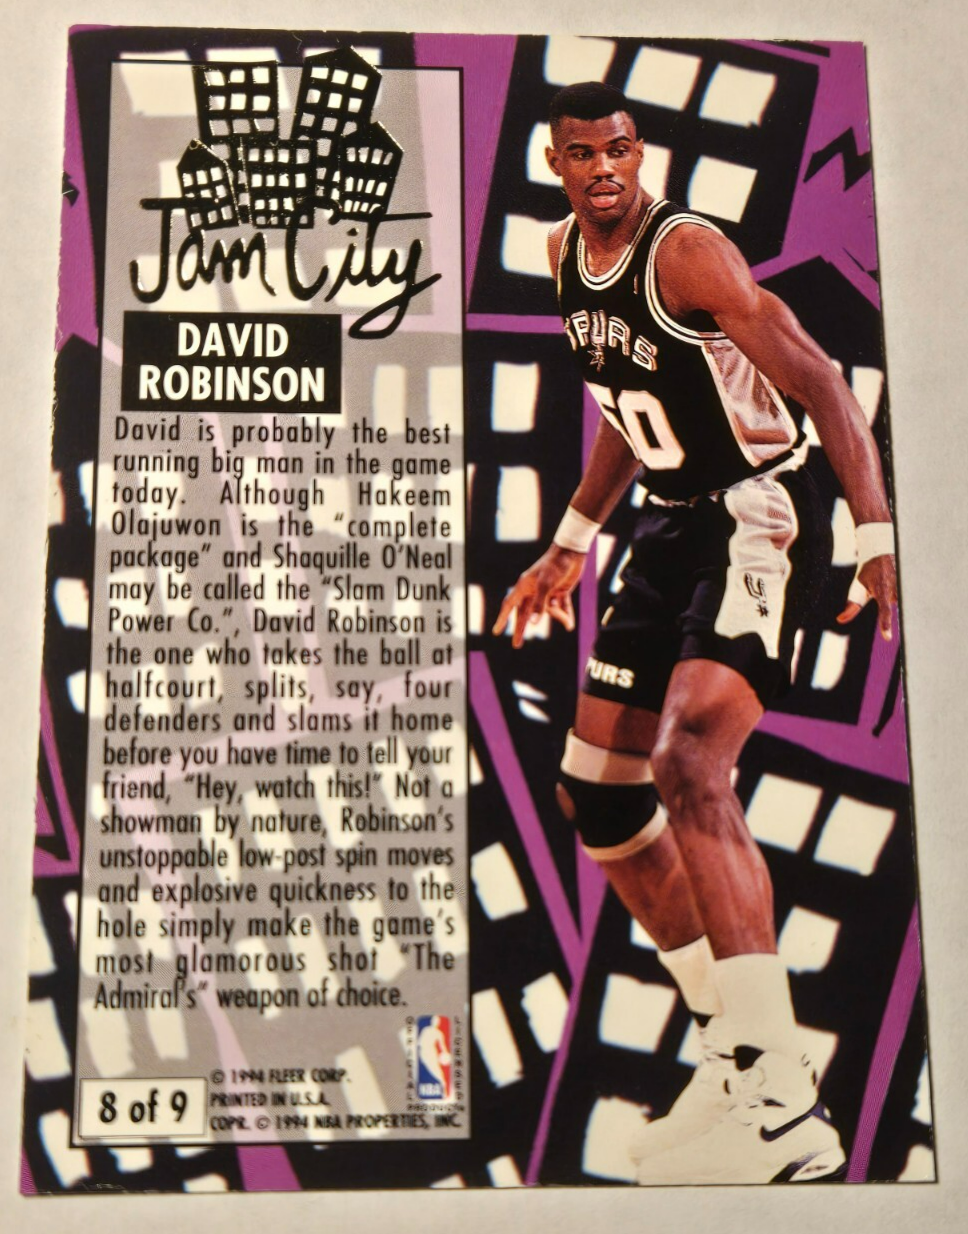 Jam City
DAVID
ROBINSON
David is probably the best
running big man in the game
today. Although Hakeem
Olajuwon is the "complete
package" and Shaquille O'Neal
may be called the "Slam Dunk
Power Co.", David Robinson is
the one who takes the ball at
halfcourt, splits, say, four
defenders and slams it home
before you have time to tell your
friend, "Hey, watch this!" Not a
showman by nature, Robinson's
unstoppable low-post spin moves
and explosive quickness to the
hole simply make the game's
most glamorous shot "The
Admiral's" weapon of choice.
OFFICIAL
NBA
LICENSED
PRODUCT
8 of 9
© 1994 FLEER CORP.
PRINTED IN U.S.A.
COPR. © 1994 NBA PROPERTIES, INC.
SPURS
50
S
PURS